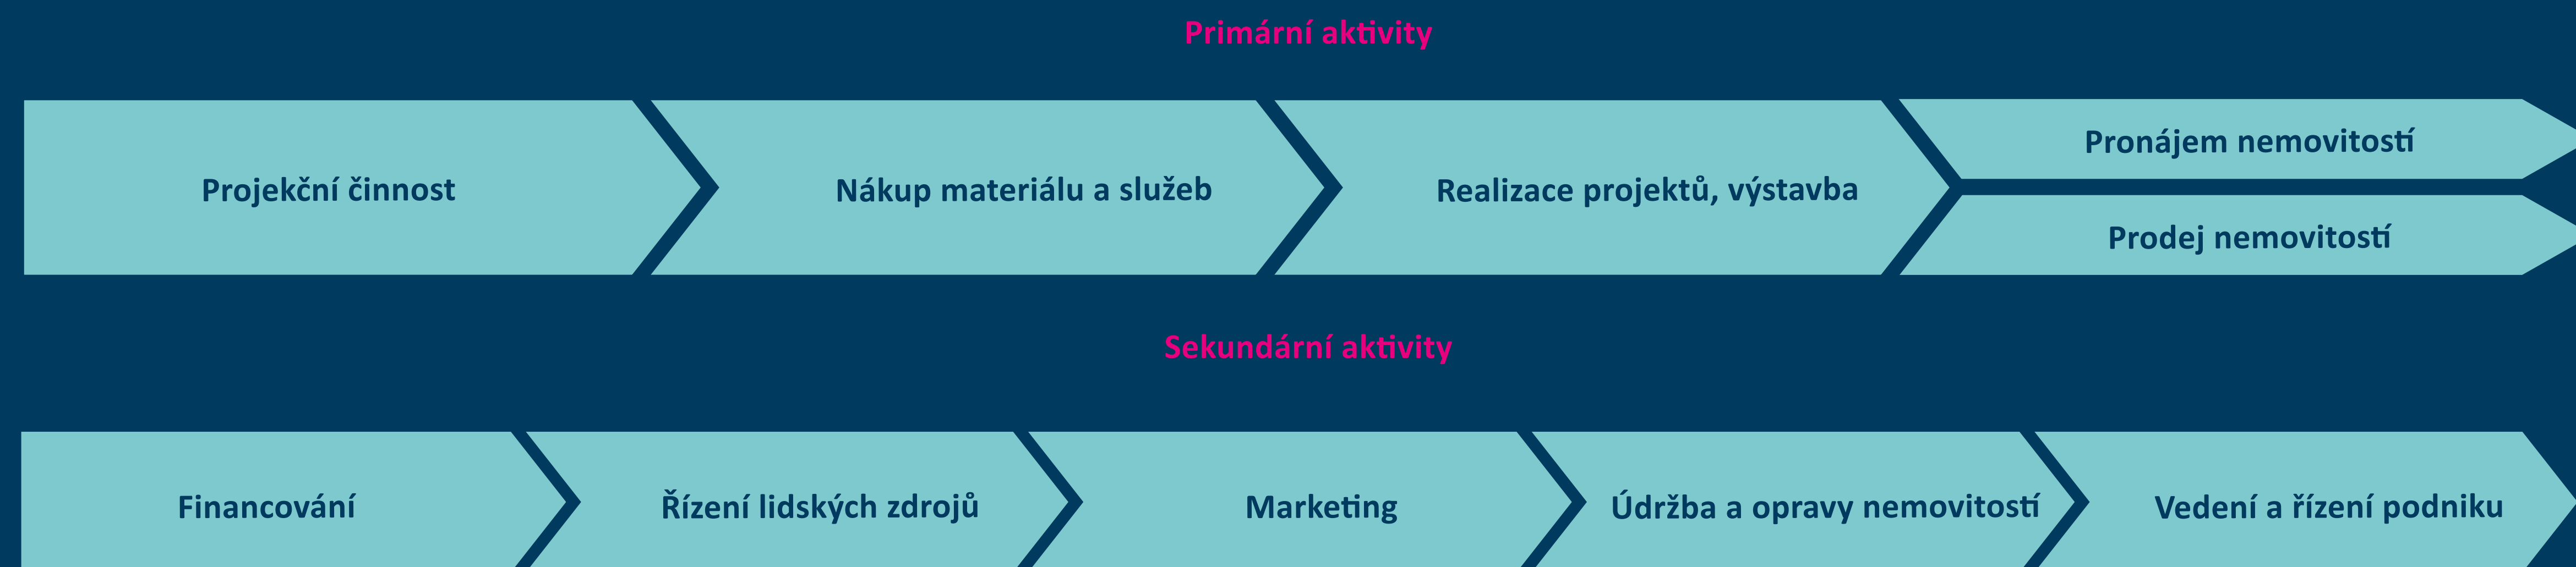 Primární aktivity
Projekční činnost
Nákup materiálu a služeb
Realizace projektů, výstavba
Pronájem nemovitostí
Prodej nemovitostí
Sekundární aktivity
Financování
Řízení lidských zdrojů
Marketing
Údržba a opravy nemovitostí
Vedení a řízení podniku